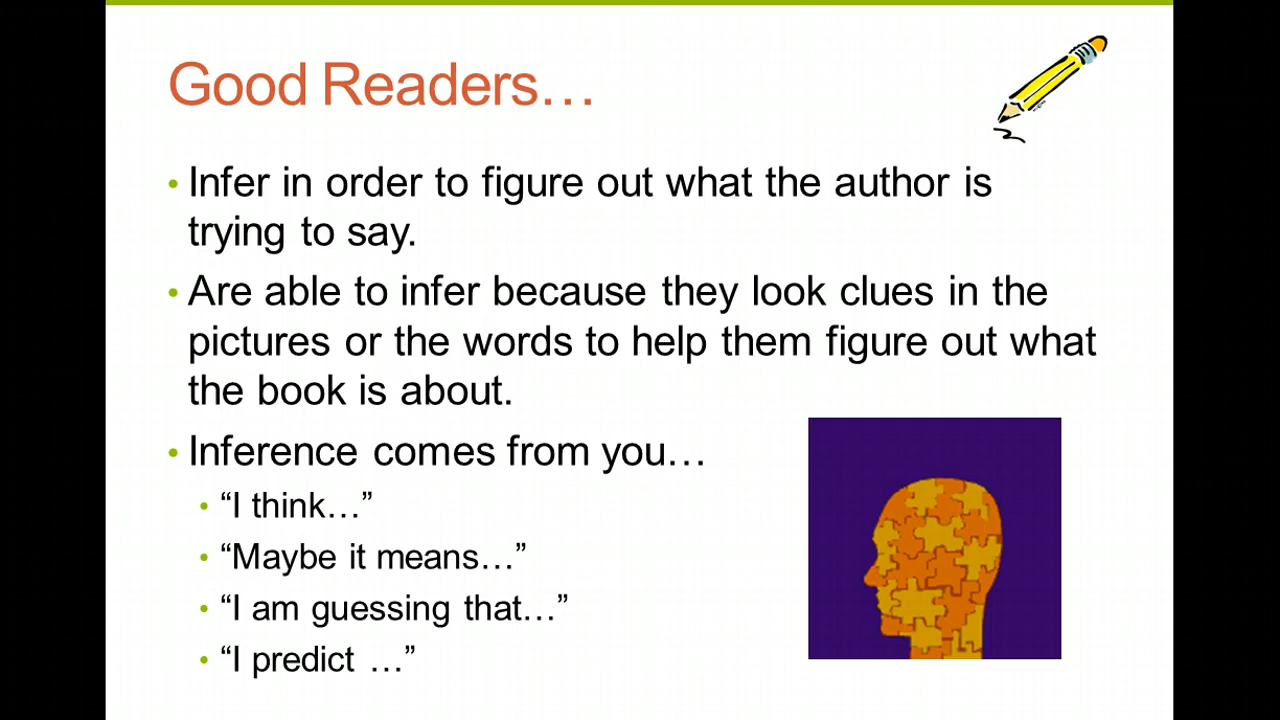 Good Readers…
• Infer in order to figure out what the author is
trying to say.
• Are able to infer because they look clues in the
pictures or the words to help them figure out what
the book is about.
• Inference comes from you…
• “I think…”
• “Maybe it means…”
• “I am guessing that…”
• “I predict …”